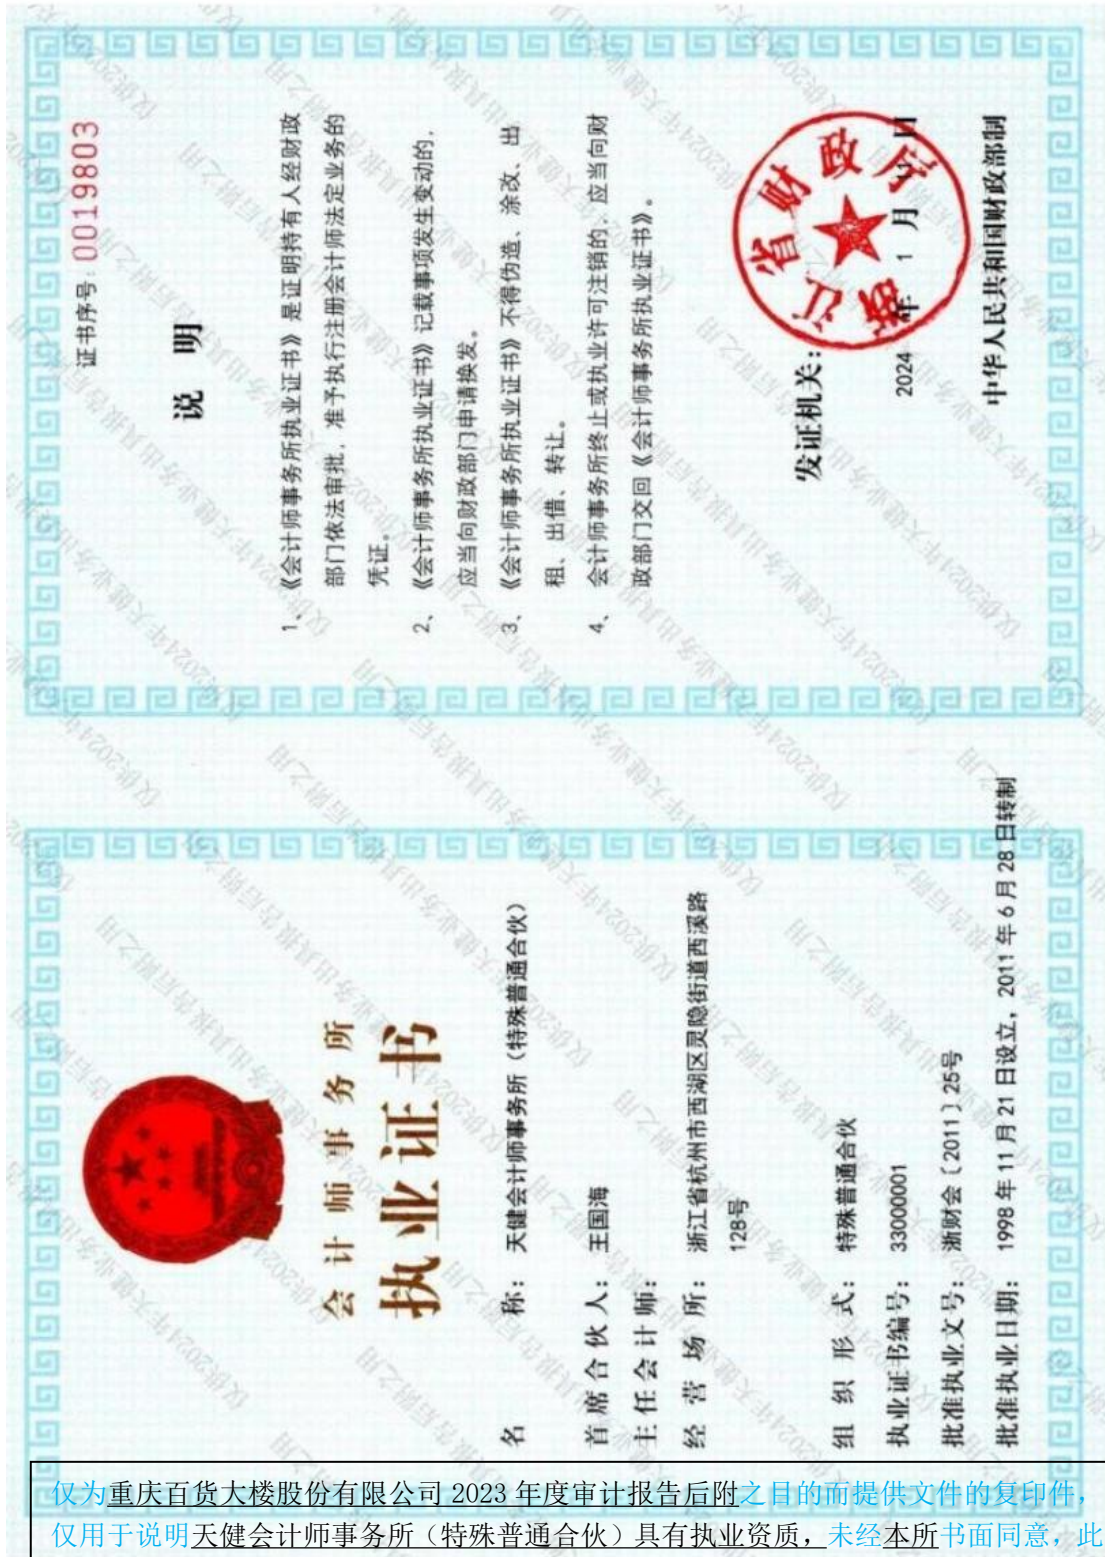 会计师事务所
执业证书
名称：天健会计师事务所（特殊普通合伙）
首席合伙人：王国海
主任会计师：
经营场所：浙江省杭州市西湖区灵隐街道西溪路
128号
组织形式：特殊普通合伙
执业证书编号：33000001
批准执业文号：浙财会〔2011〕25号
批准执业日期：1998年11月21日设立，2011年6月28日转制
证书序号：0019803
说明
1、《会计师事务所执业证书》是证明持有人经财政
部门依法审批，准予执行注册会计师法定业务的
凭证。
2、《会计师事务所执业证书》记载事项发生变动的，
应当向财政部门申请换发。
3、《会计师事务所执业证书》不得伪造、涂改、出
租、出借、转让。
4、会计师事务所终止或执业许可注销的，应当向财
政部门交回《会计师事务所执业证书》。
发证机关：
浙江省财政厅
2024年1月日
中华人民共和国财政部制
仅为重庆百货大楼股份有限公司 2023 年度审计报告后附之目的而提供文件的复印件，
仅用于说明天健会计师事务所（特殊普通合伙）具有执业资质，未经本所书面同意，此